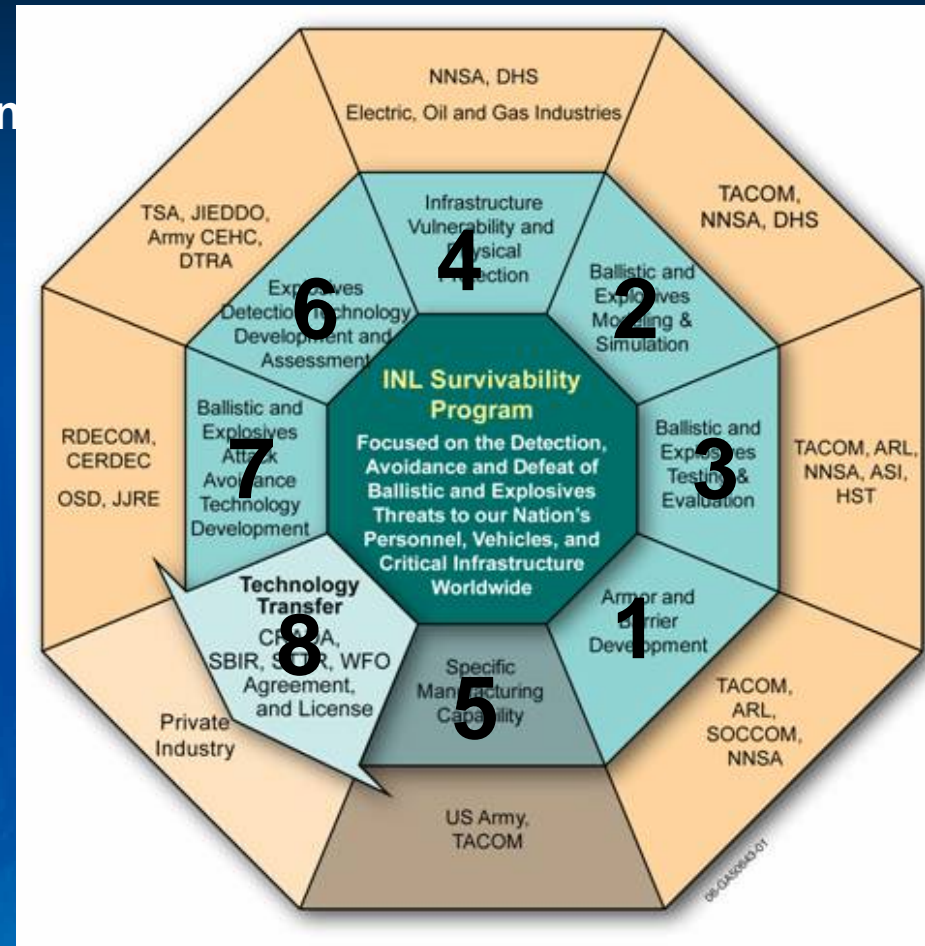 n
NNSA, DHS
Electric, Oil and Gas Industries
TACOM,
NNSA, DHS
TSA, JIEDDO,
Army CEHC,
DTRA
Infrastructure
Vulnerability and
Physical
Protection
4
Ballistic and
Explosives
Modeling &
Simulation
2
Explosives
Detection Technology
Development and
Assessment
6
INL Survivability
Program
Focused on the Detection,
Avoidance and Defeat of
Ballistic and Explosives
Threats to our Nation's
Personnel, Vehicles, and
Critical Infrastructure
Worldwide
RDECOM,
CERDEC
OSD, JJRE
Ballistic and
Explosives
Attack
Avoidance
Technology
Development
7
Ballistic and
Explosives
Testing &
Evaluation
3
TACOM, ARL,
NNSA, ASI,
HST
Technology
Transfer
CRADA,
SBIR, STTR, WFO
Agreement,
and License
8
Specific
Manufacturing
Capability
5
Armor and
Barrier
Development
1
Private
Industry
US Army,
TACOM
TACOM,
ARL,
SOCCOM,
NNSA
06-GA50643-01